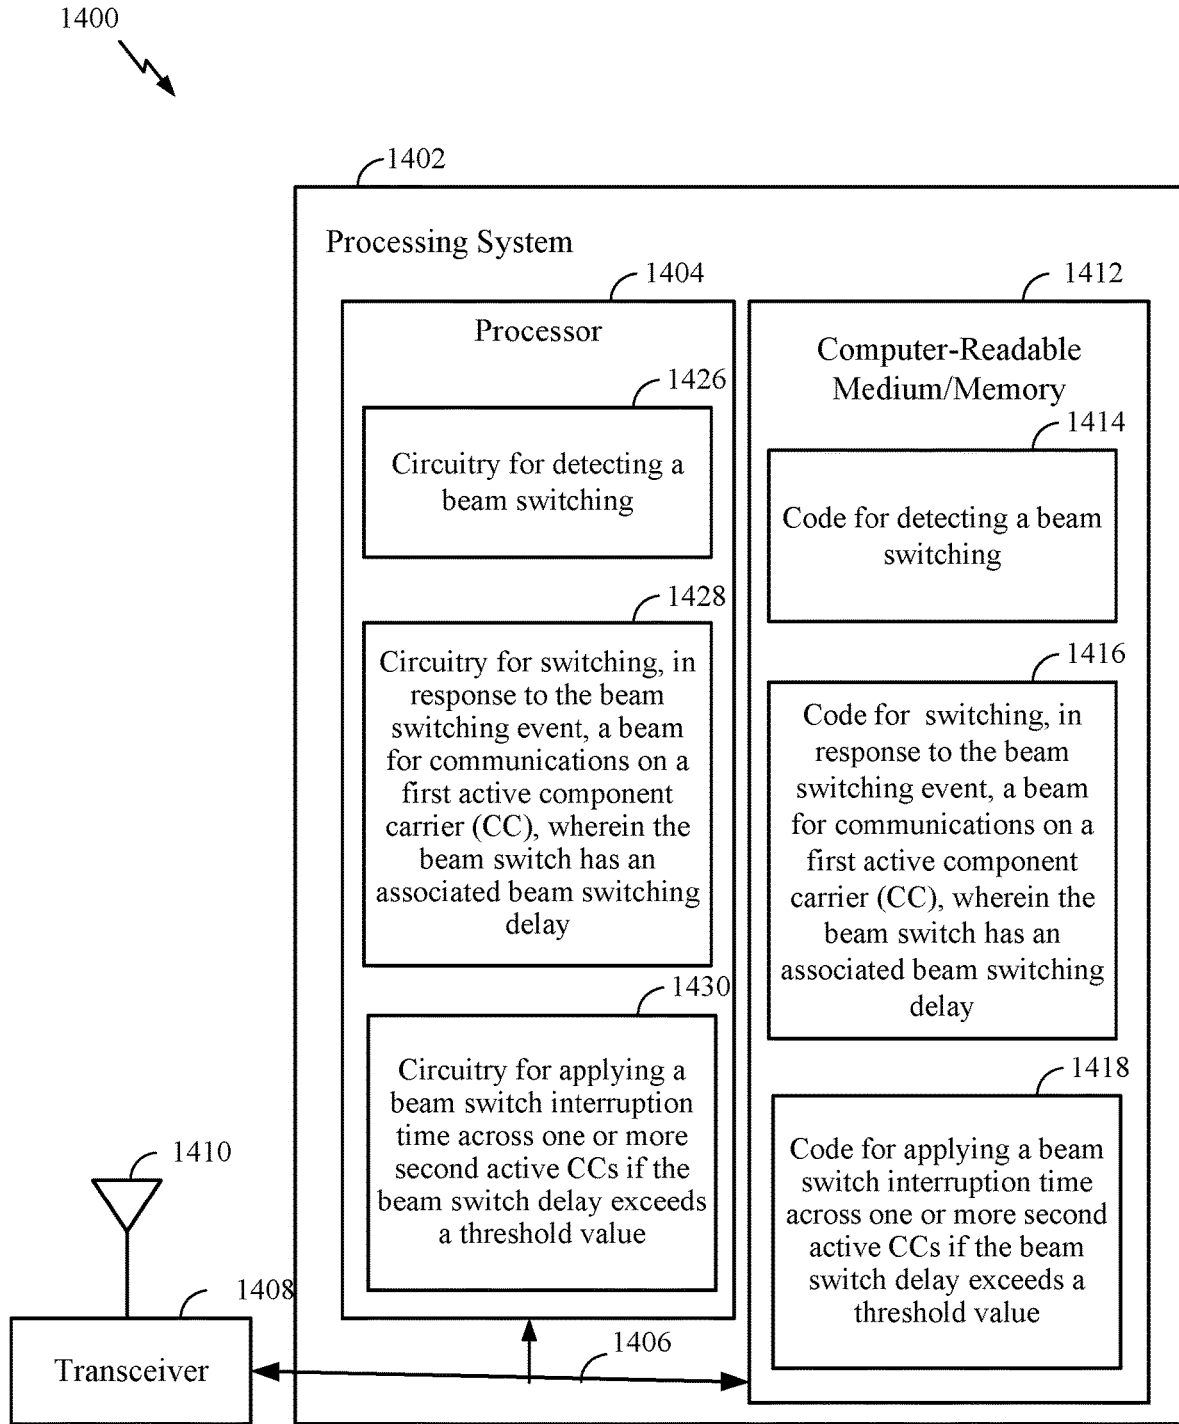 1400
1402
Processing System
1404
Processor
1426
Circuitry for detecting a
beam switching
1428
Circuitry for switching, in
response to the beam
switching event, a beam
for communications on a
first active component
carrier (CC), wherein the
beam switch has an
associated beam switching
delay
1430
Circuitry for applying a
beam switch interruption
time across one or more
second active CCs if the
beam switch delay exceeds
a threshold value
1412
Computer-Readable
Medium/Memory
1414
Code for detecting a beam
switching
1416
Code for switching, in
response to the beam
switching event, a beam
for communications on a
first active component
carrier (CC), wherein the
beam switch has an
associated beam switching
delay
1418
Code for applying a beam
switch interruption time
across one or more second
active CCs if the beam
switch delay exceeds a
threshold value
1410
1408
Transceiver
1406